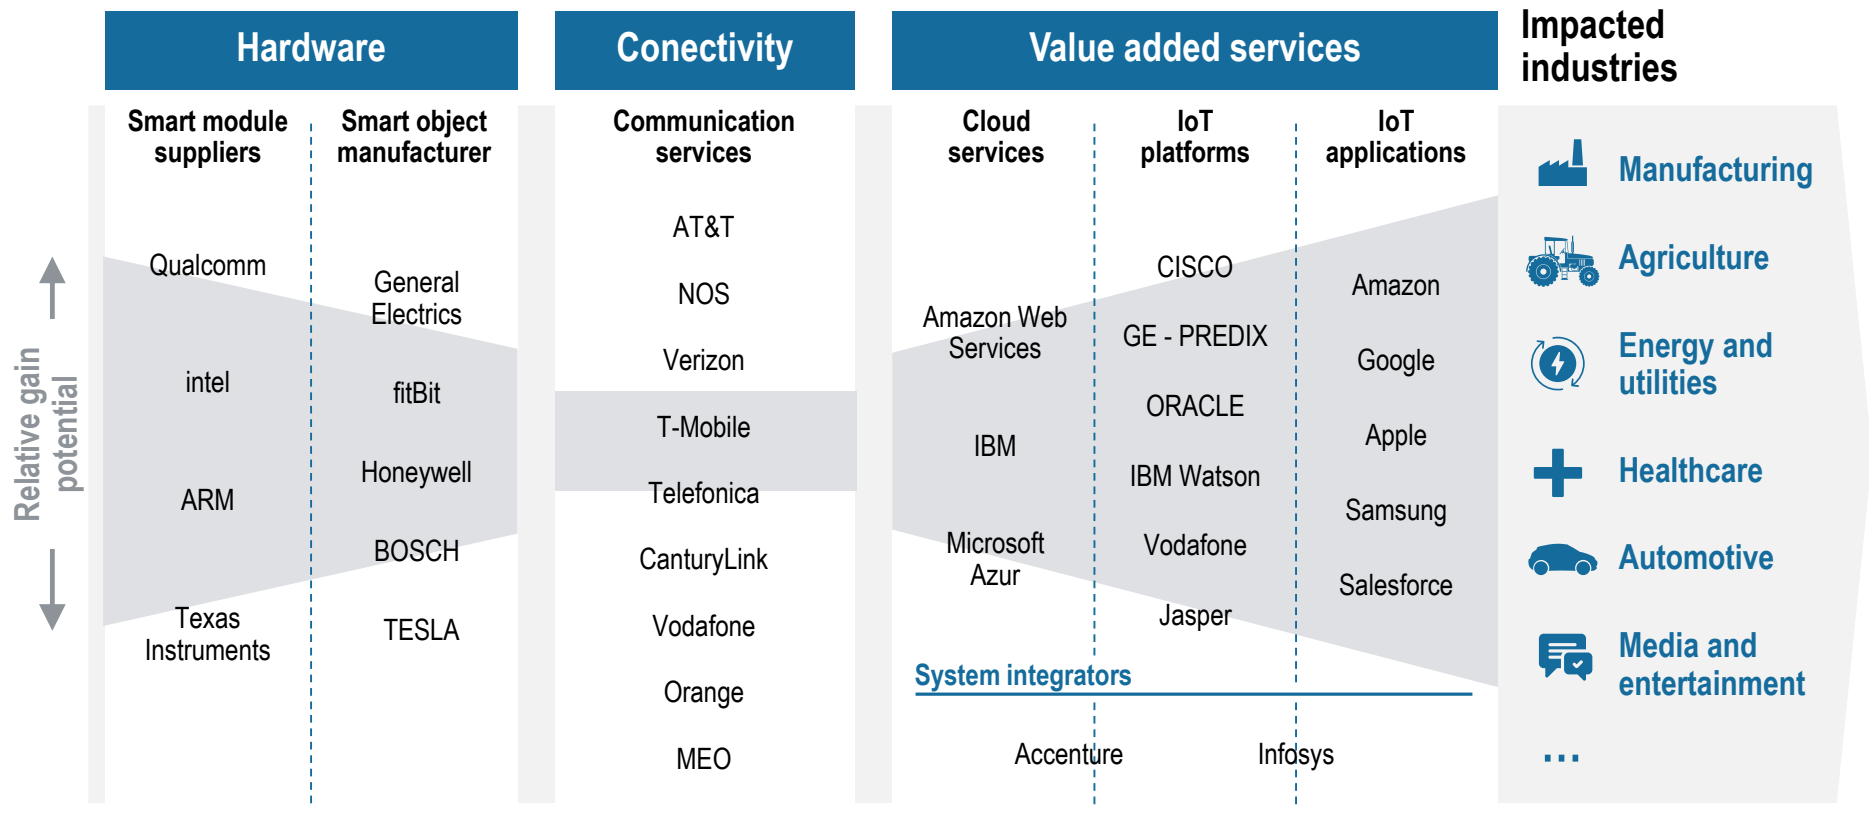 Hardware
Conectivity
Value added services
Impacted
industries
Smart module
suppliers
Smart object
manufacturer
Communication
services
Cloud
services
IoT
platforms
IoT
applications
Relative gain
potential
Qualcomm
intel
ARM
Texas
Instruments
General
Electrics
fitBit
Honeywell
BOSCH
TESLA
AT&T
NOS
Verizon
T-Mobile
Telefonica
CanturyLink
Vodafone
Orange
MEO
Amazon Web
Services
IBM
Microsoft
Azur
CISCO
GE - PREDIX
ORACLE
IBM Watson
Vodafone
Jasper
Amazon
Google
Apple
Samsung
Salesforce
System integrators
Accenture
Infosys
Manufacturing
Agriculture
Energy and
utilities
Healthcare
Automotive
Media and
entertainment
...